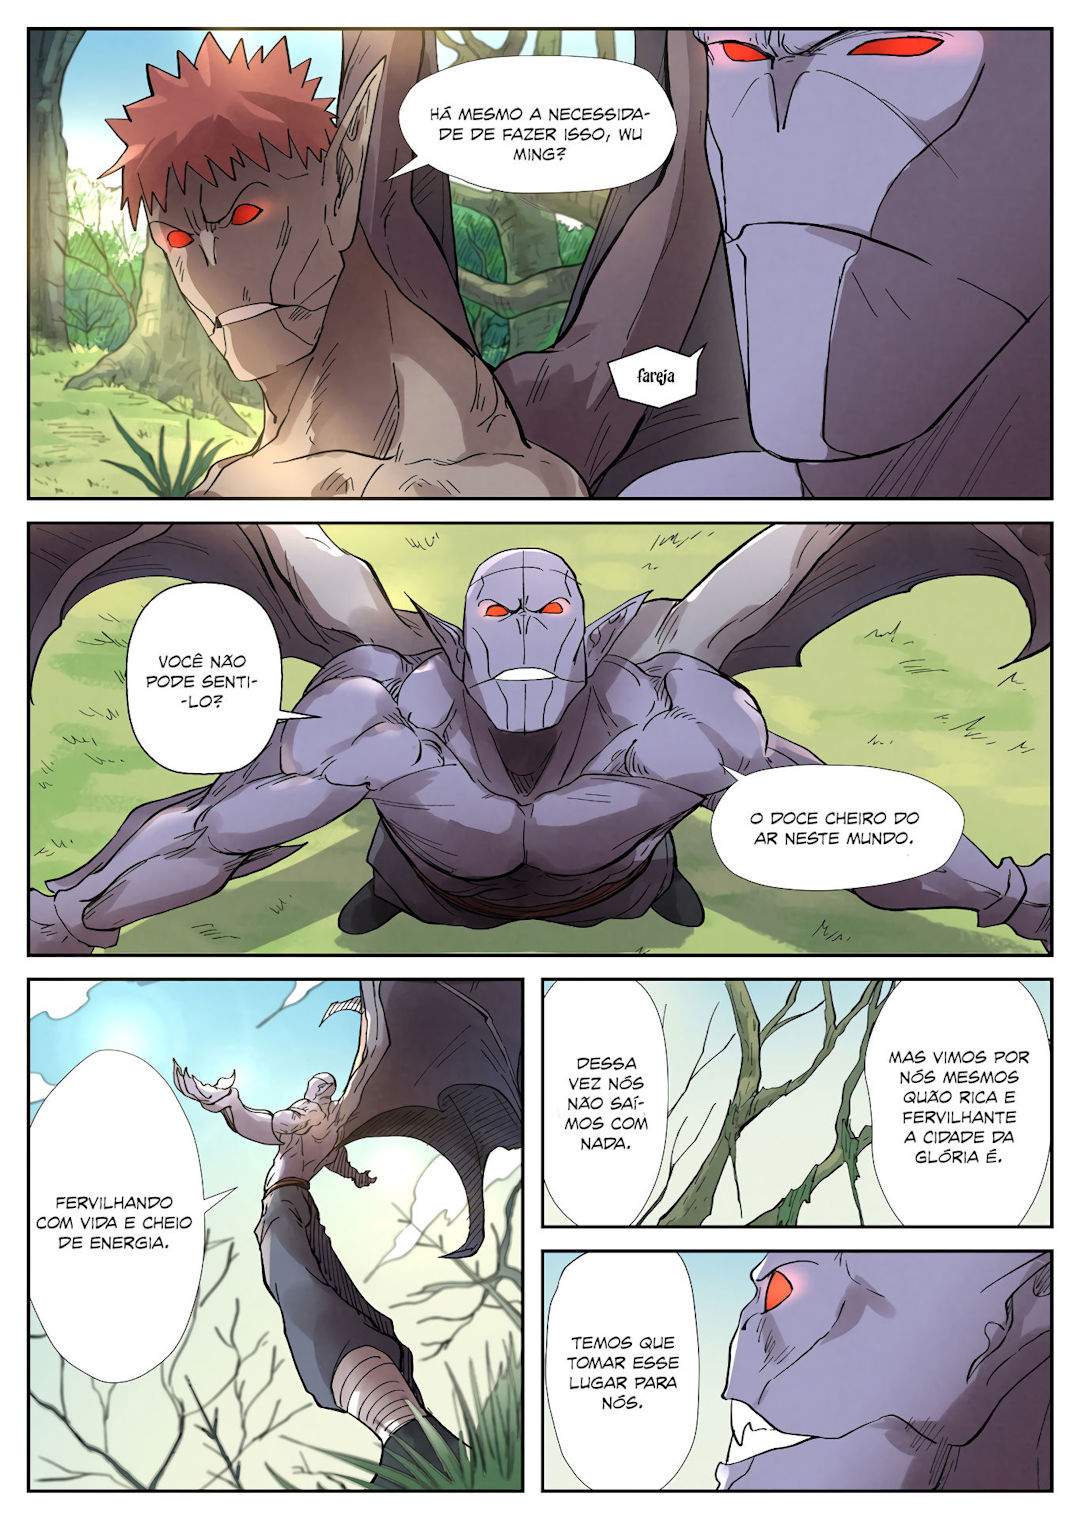 HÁ MESMO A NECESSIDA-
DE DE FAZER ISSO, WU
MING?
fareja
VOCÊ NÃO
PODE SENTI-
-LO?
O DOCE CHEIRO DO
AR NESTE MUNDO.
FERVILHANDO
COM VIDA E CHEIO
DE ENERGIA.
DESSA
VEZ NÓS
NÃO SAÍ-
MOS COM
NADA.
MAS VIMOS POR
NÓS MESMOS
QUÃO RICA E
FERVILHANTE
A CIDADE DA
GLÓRIA É.
TEMOS QUE
TOMAR ESSE
LUGAR PARA
NÓS.